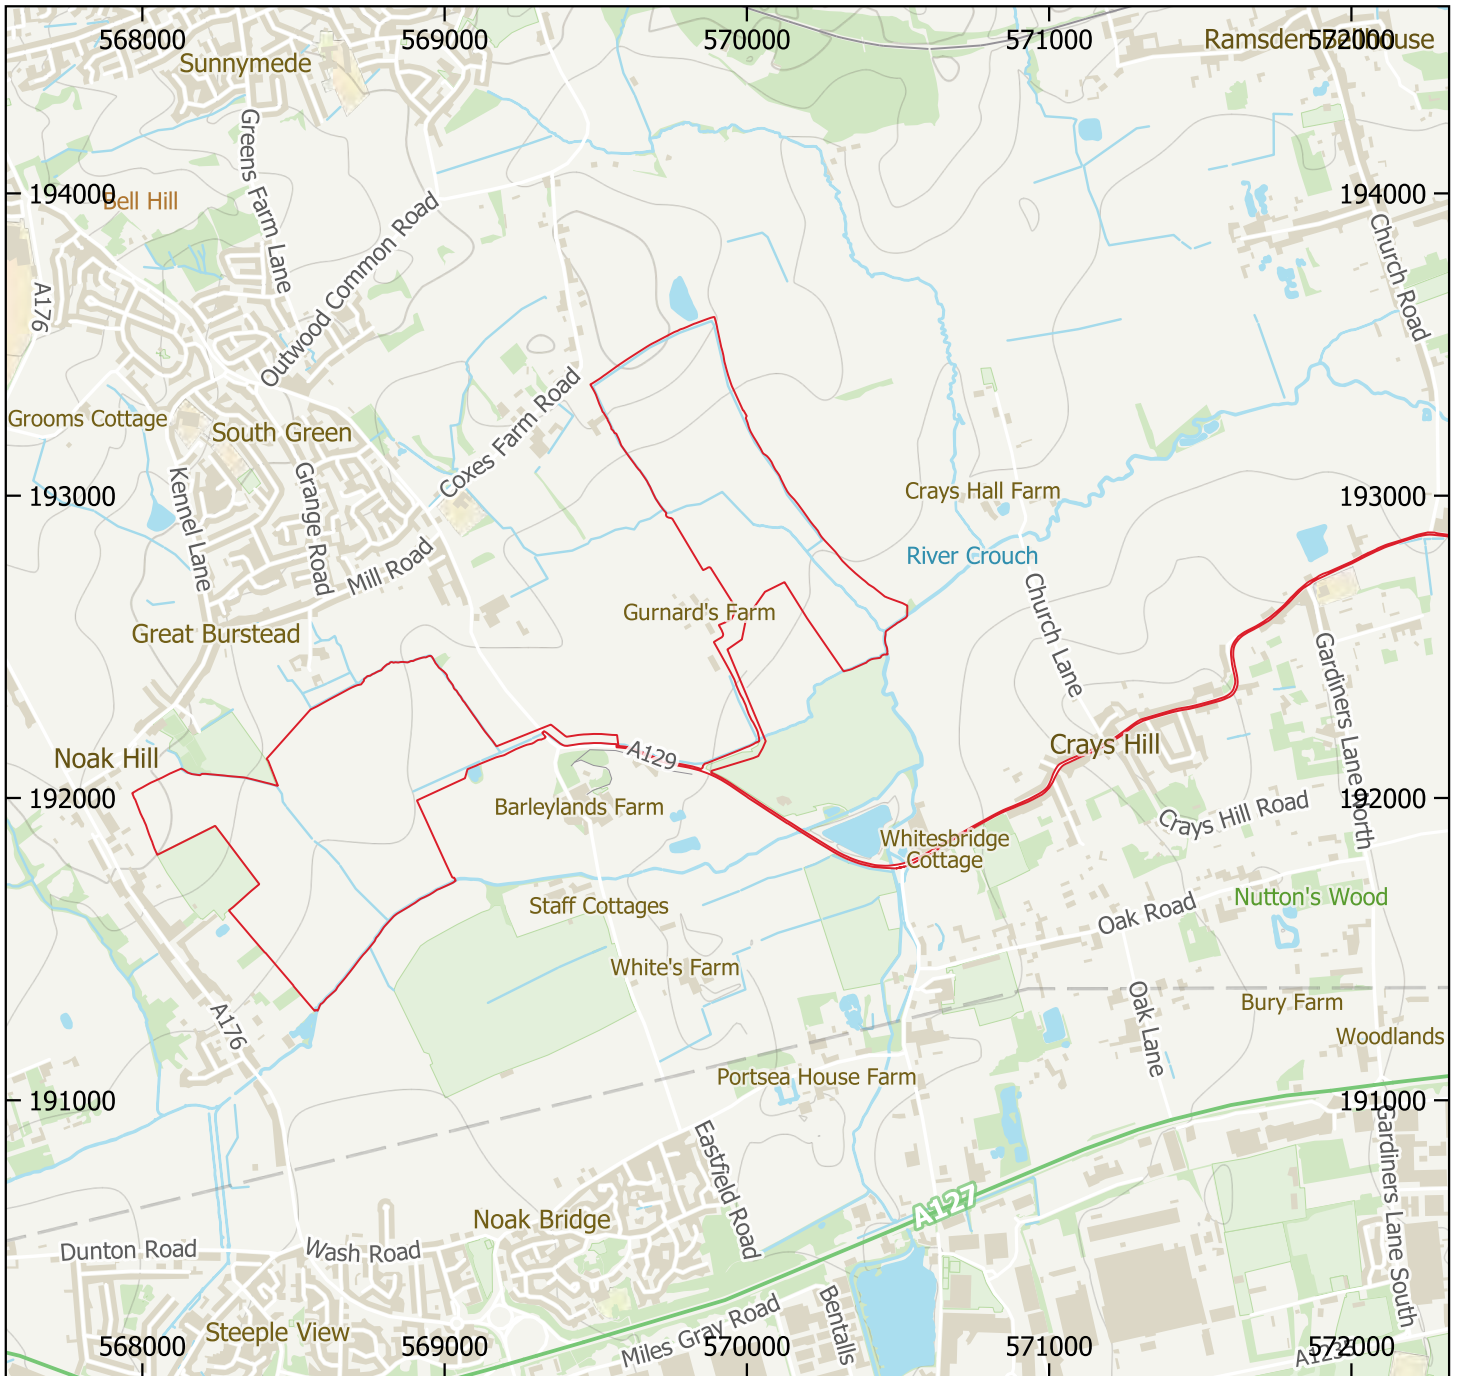 568000
569000
570000
571000
572000
Ramsden Bellhouse
Sunnymede
Greens Farm Lane
194000
Bell Hill
194000
Outwood Common Road
Church Road
A176
Coxes Farm Road
Grooms Cottage
South Green
Kennel Lane
Grange Road
193000
Crays Hall Farm
193000
Mill Road
River Crouch
Church Lane
Gurnard's Farm
Great Burstead
Gardiners Lane North
Noak Hill
A129
Crays Hill
192000
Barleylands Farm
192000
Crays Hill Road
Whitesbridge
Cottage
Staff Cottages
Oak Road
Nutton's Wood
White's Farm
A176
Oak Lane
Bury Farm
Woodlands
Portsea House Farm
191000
191000
Eastfield Road
Gardiners Lane South
A127
Noak Bridge
Dunton Road
Wash Road
Steeple View
Miles Gray Road
Bentalls
568000
569000
570000
571000
572000